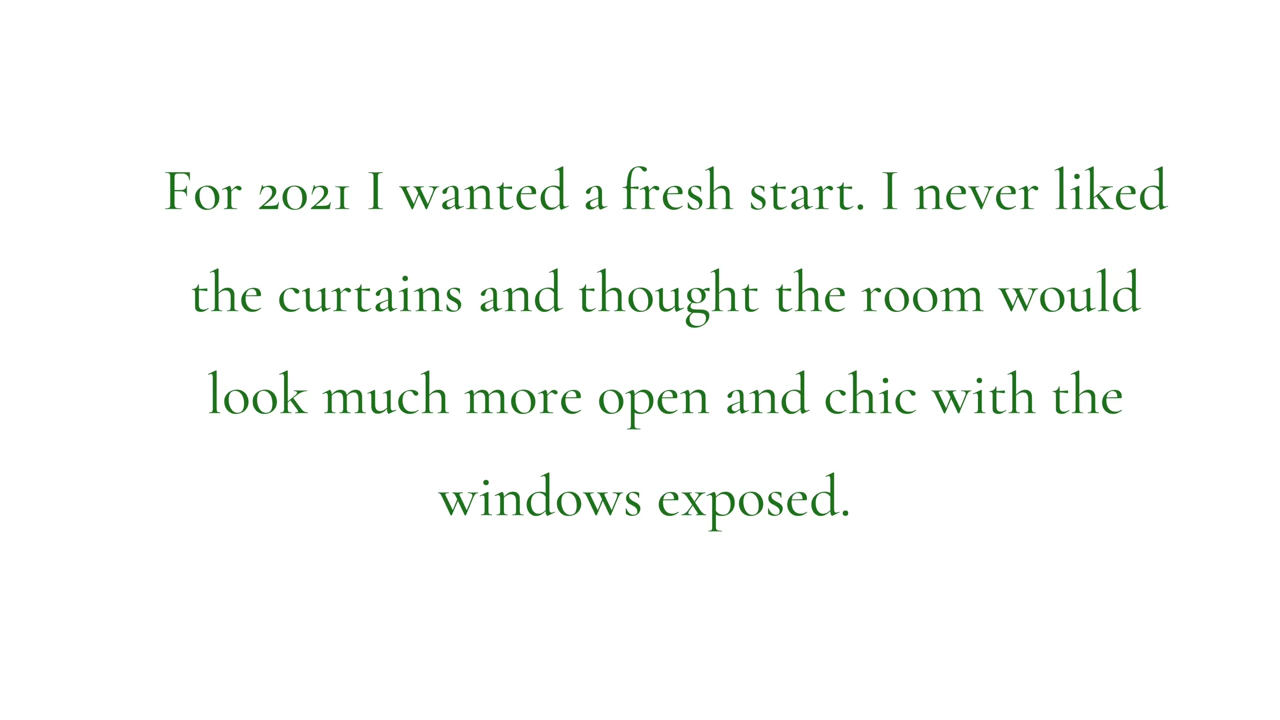 For 2021 I wanted a fresh start. I never liked
the curtains and thought the room would
look much more open and chic with the
windows exposed.